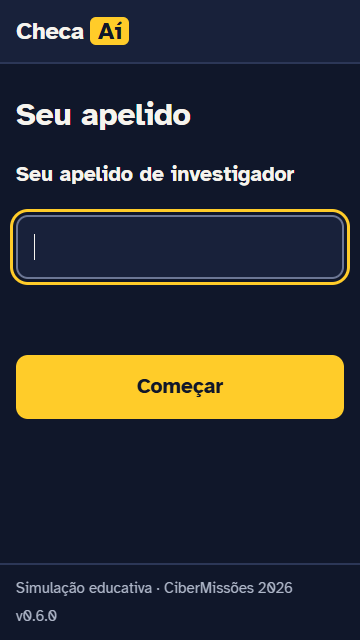 Checa Aí
Seu apelido
Seu apelido de investigador
Começar
Simulação educativa · CiberMissões 2026
v0.6.0